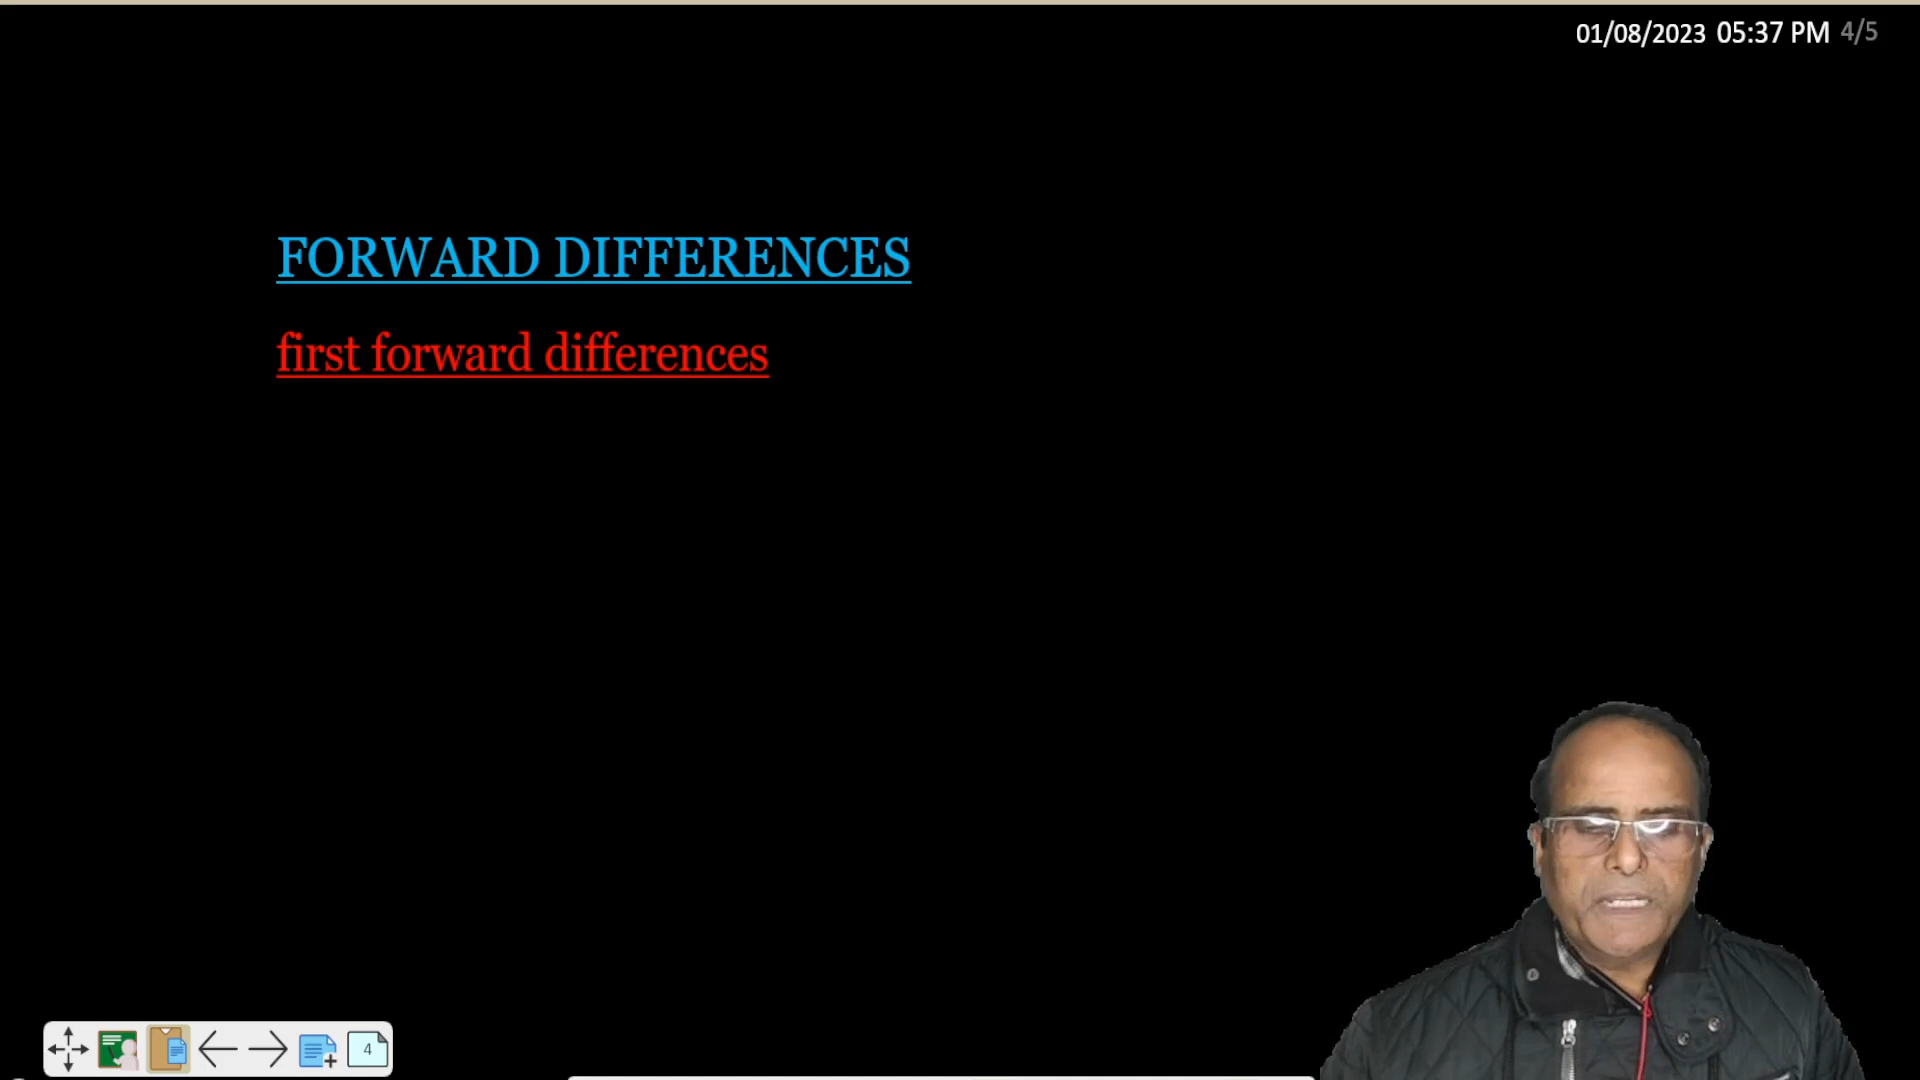 01/08/2023 05:37 PM 4/5
FORWARD DIFFERENCES
first forward differences
4